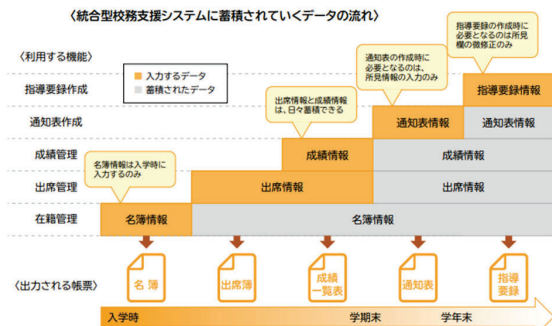 〈統合型校務支援システムに蓄積されていくデータの流れ〉
〈利用する機能〉
入力するデータ
蓄積されたデータ
指導要録の作成時に
必要となるのは所見
欄の微修正のみ
通知表の作成時に
必要となるのは、
所見情報の入力のみ
出席情報と成績情報
は、日々蓄積できる
名簿情報は入学時に
入力するのみ
指導要録作成
指導要録情報
通知表作成
通知表情報
通知表情報
成績管理
成績情報
成績情報
出席管理
出席情報
出席情報
在籍管理
名簿情報
名簿情報
〈出力される帳票〉
名 簿
出席簿
成績
一覧表
通知表
指導
要録
入学時
学期末
学年末